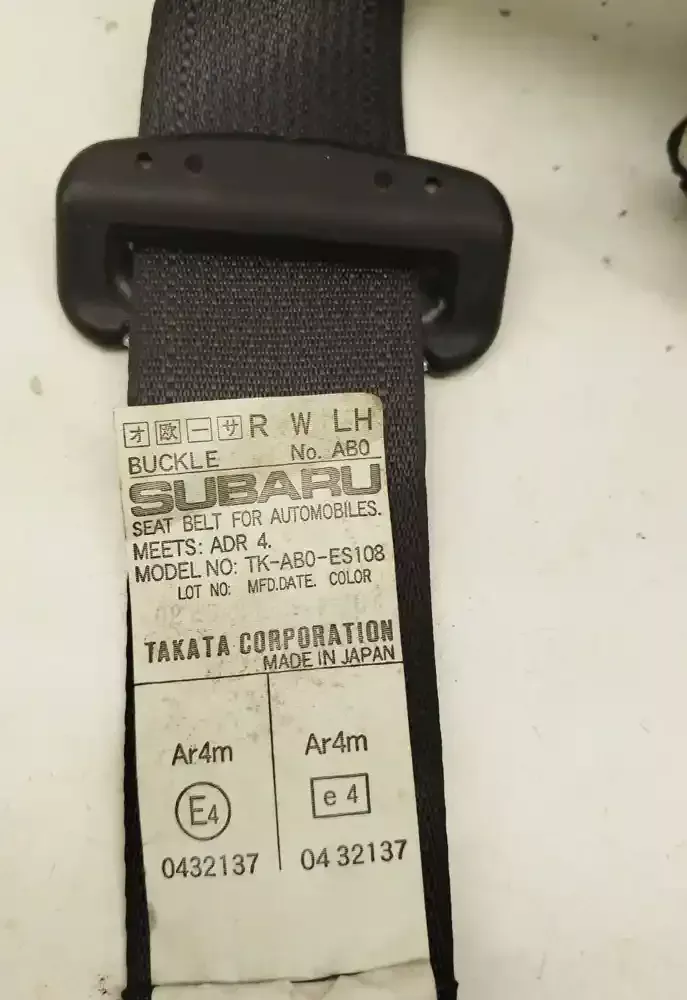 オ 欧 一 サ R W LH
BUCKLE No. AB0
SUBARU
SEAT BELT FOR AUTOMOBILES.
MEETS: ADR 4.
MODEL NO: TK-AB0-ES108
LOT NO: MFD.DATE. COLOR
TAKATA CORPORATION
MADE IN JAPAN
Ar4m Ar4m
E4 e 4
0432137 04 32137